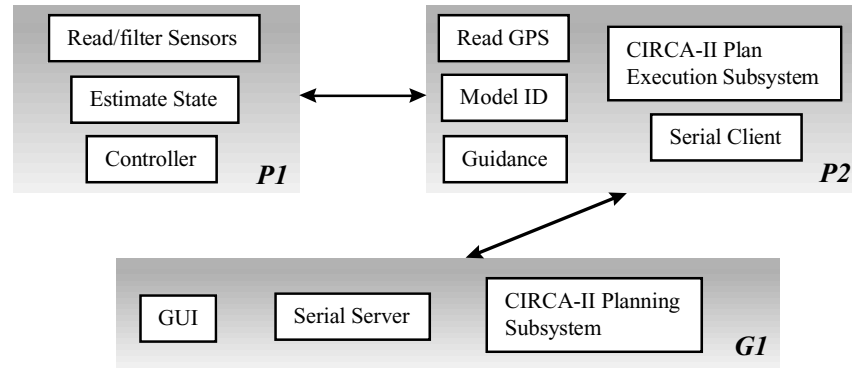 Read/filter Sensors
Estimate State
Controller
P1
Read GPS
Model ID
Guidance
CIRCA-II Plan
Execution Subsystem
Serial Client
P2
GUI
Serial Server
CIRCA-II Planning
Subsystem
G1